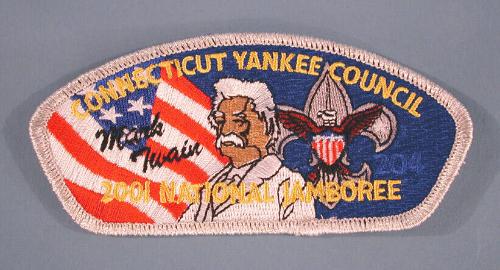 CONNECTICUT YANKEE COUNCIL
Mark
Twain
204
2001 NATIONAL JAMBOREE